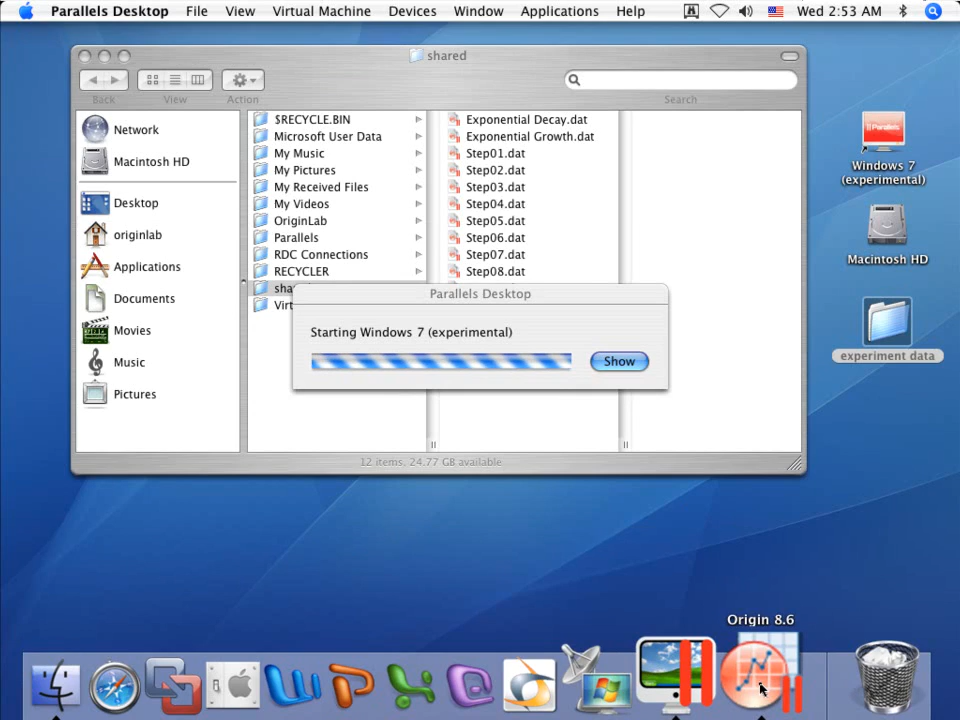 Parallels Desktop File View Virtual Machine Devices Window Applications Help Wed 2:53 AM
shared
Back View Action Search
Network
Macintosh HD
Desktop
originlab
Applications
Documents
Movies
Music
Pictures
$RECYCLE.BIN
Microsoft User Data
My Music
My Pictures
My Received Files
My Videos
OriginLab
Parallels
RDC Connections
RECYCLER
Exponential Decay.dat
Exponential Growth.dat
Step01.dat
Step02.dat
Step03.dat
Step04.dat
Step05.dat
Step06.dat
Step07.dat
Step08.dat
Parallels Desktop
Starting Windows 7 (experimental)
Show
12 items, 24.77 GB available
Parallels
Windows 7
(experimental)
Macintosh HD
experiment data
Origin 8.6